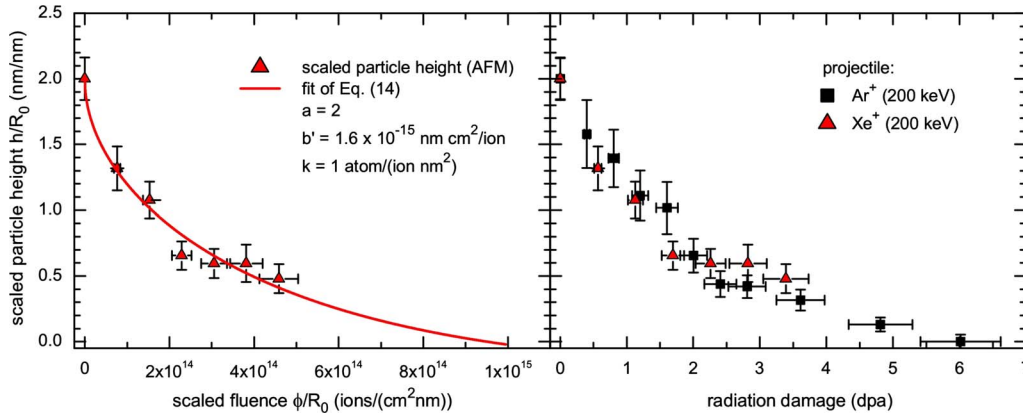 scaled particle height h/R₀ (nm/nm)
2.5
2.0
1.5
1.0
0.5
0.0
scaled particle height (AFM)
fit of Eq. (14)
a = 2
b' = 1.6 x 10⁻¹⁵ nm cm²/ion
k = 1 atom/(ion nm²)
0 2x10¹⁴ 4x10¹⁴ 6x10¹⁴ 8x10¹⁴ 1x10¹⁵
scaled fluence ϕ/R₀ (ions/(cm²nm))
projectile:
Ar⁺ (200 keV)
Xe⁺ (200 keV)
0 1 2 3 4 5 6
radiation damage (dpa)